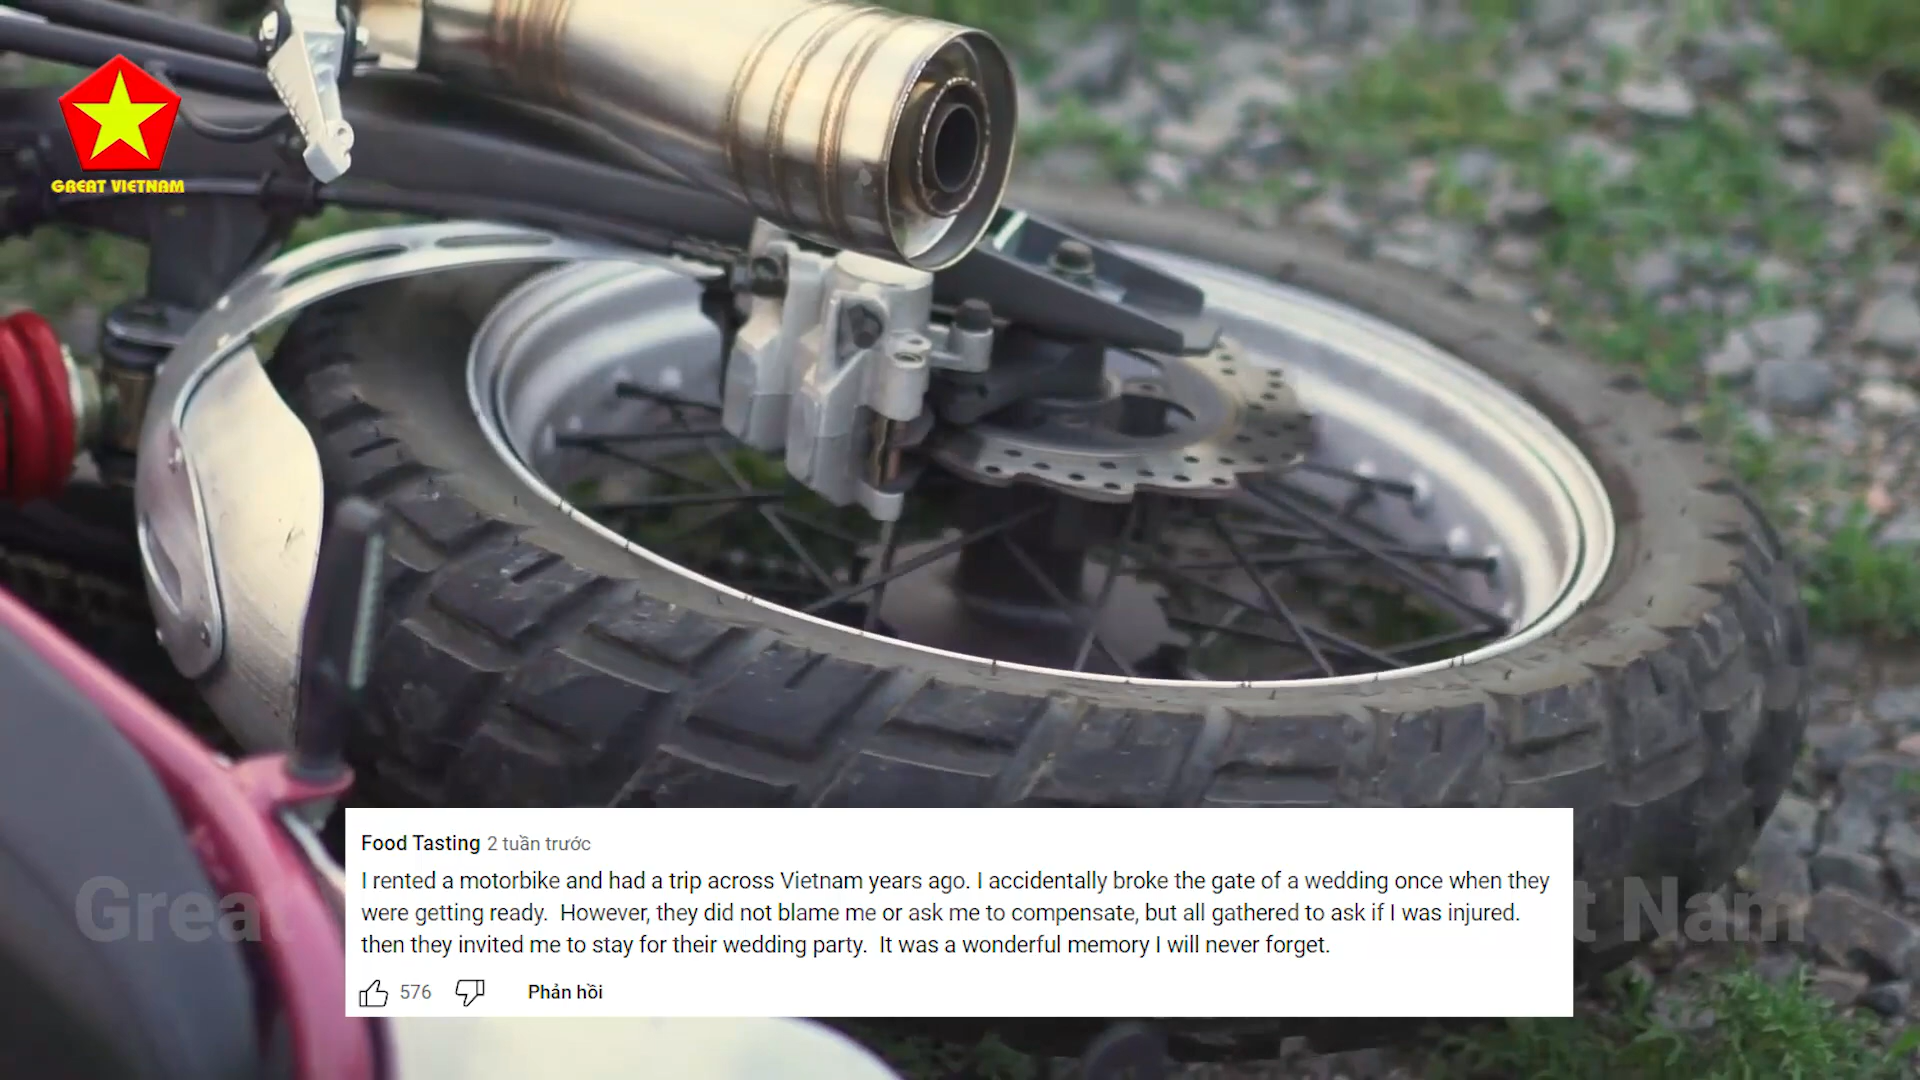 GREAT VIETNAM
Food Tasting 2 tuần trước
I rented a motorbike and had a trip across Vietnam years ago. I accidentally broke the gate of a wedding once when they
were getting ready.  However, they did not blame me or ask me to compensate, but all gathered to ask if I was injured.
then they invited me to stay for their wedding party.  It was a wonderful memory I will never forget.
576 Phản hồi
Great t Nam